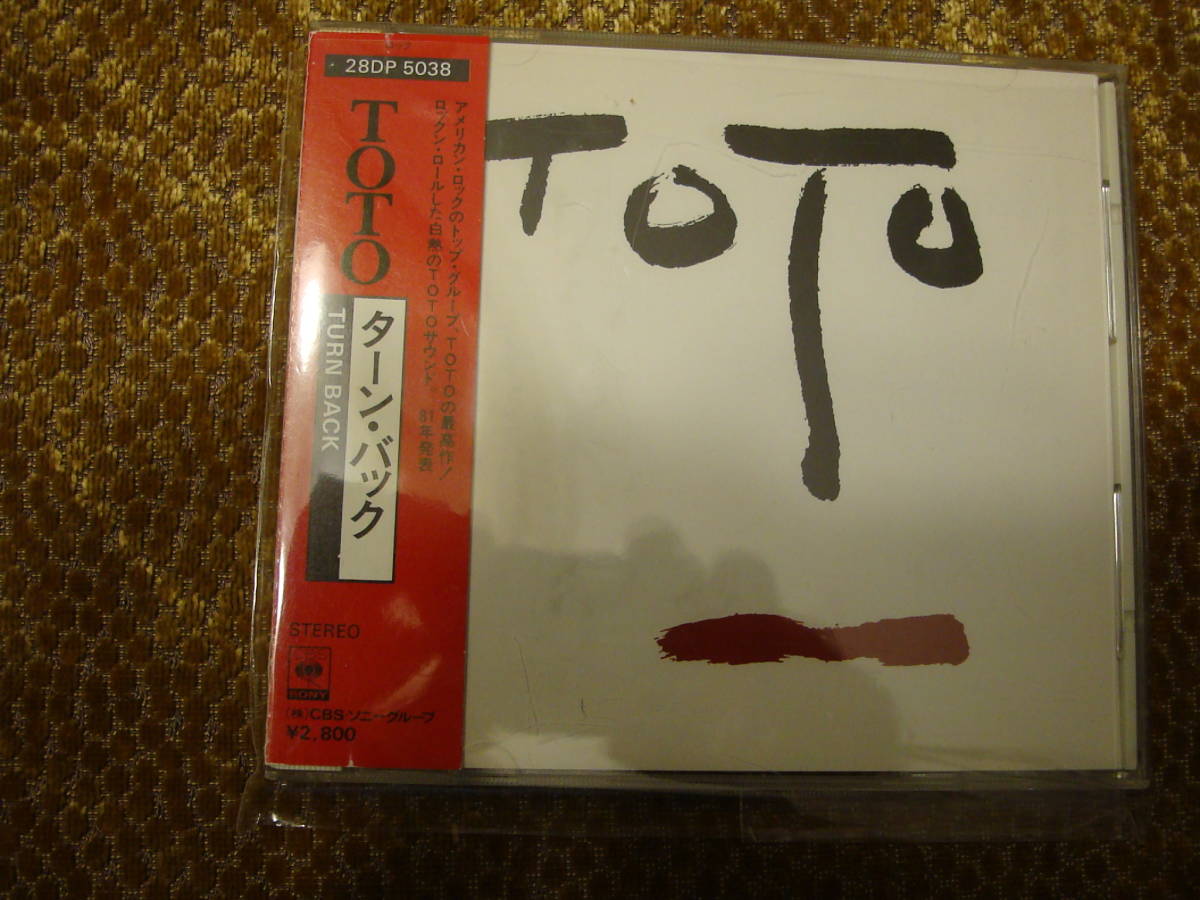 28DP 5038
TOTO
アメリカン・ロックのトップ・グループ、TOTOの最高作!
ロックン・ロールした白熱のTOTOサウンド 81年発表
ターン・バック
TURN BACK
STEREO
SONY
(株)CBS・ソニーグループ
¥2,800
TOTO